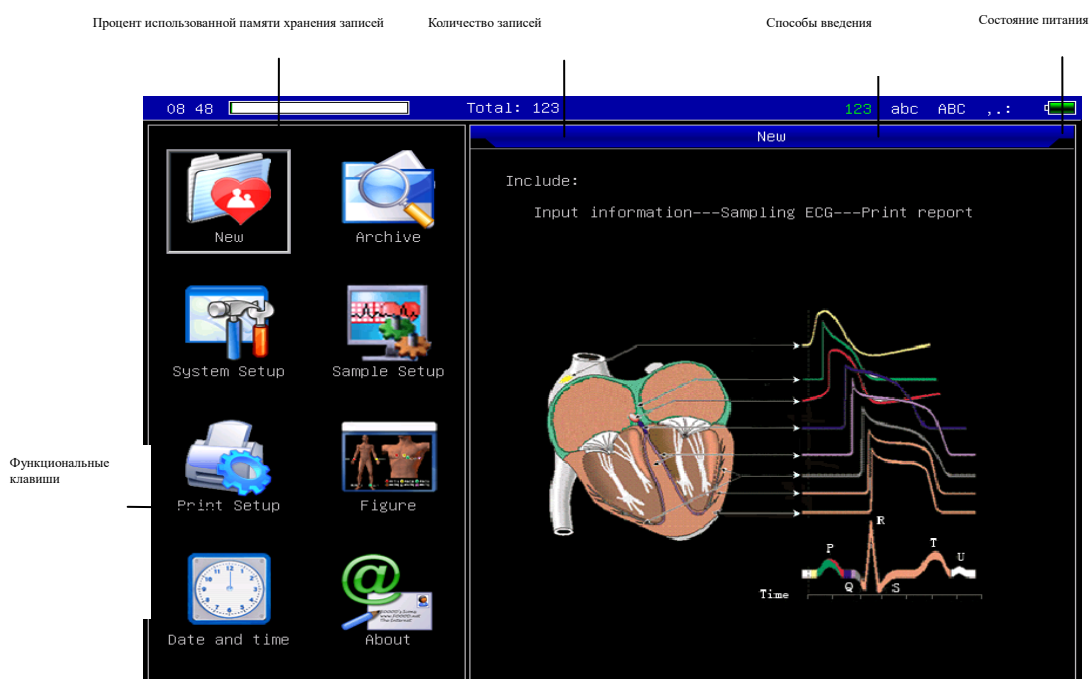 Процент использованной памяти хранения записей
Количество записей
Способы введения
Состояние питания
08 48
Total: 123
123 abc ABC ,.:
New
Include:
Input information---Sampling ECG---Print report
New
Archive
System Setup
Sample Setup
Функциональные
клавиши
Print Setup
Figure
Date and time
About
R
P
T
U
Q
S
Time